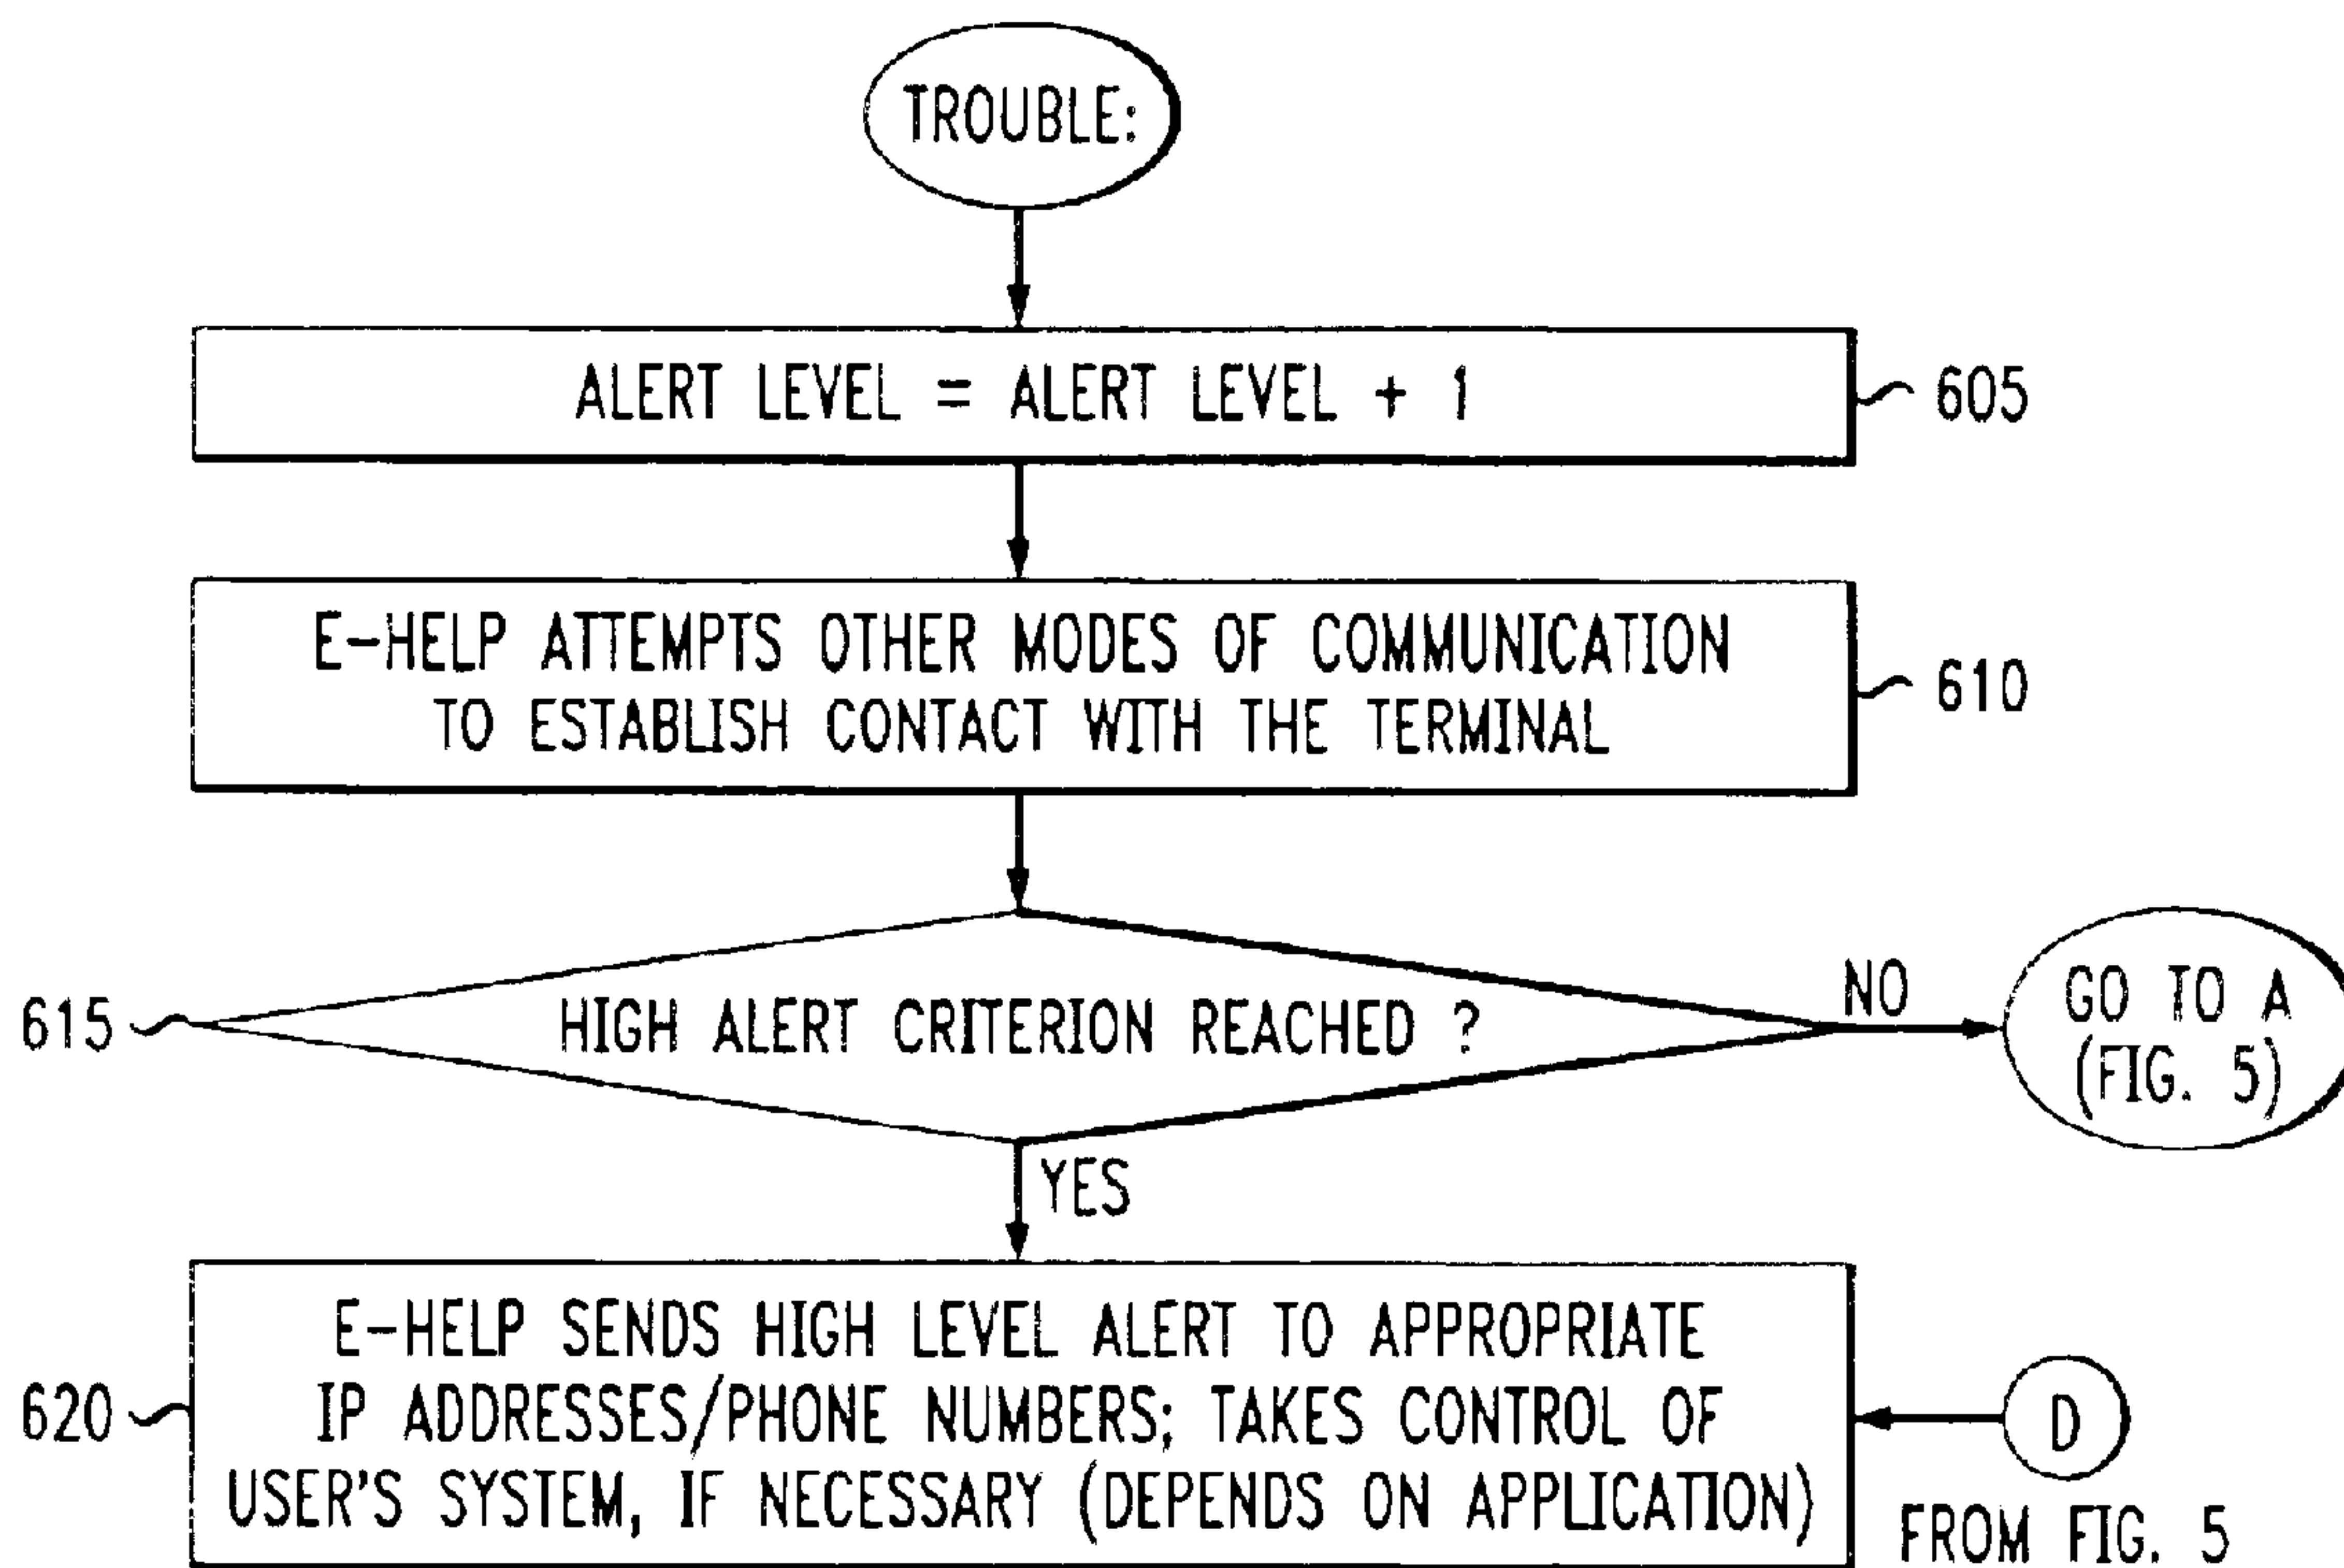 TROUBLE:
ALERT LEVEL = ALERT LEVEL + 1
605
E-HELP ATTEMPTS OTHER MODES OF COMMUNICATION
TO ESTABLISH CONTACT WITH THE TERMINAL
610
615
HIGH ALERT CRITERION REACHED ?
NO
GO TO A
(FIG. 5)
YES
620
E-HELP SENDS HIGH LEVEL ALERT TO APPROPRIATE
IP ADDRESSES/PHONE NUMBERS; TAKES CONTROL OF
USER'S SYSTEM, IF NECESSARY (DEPENDS ON APPLICATION)
D
FROM FIG. 5